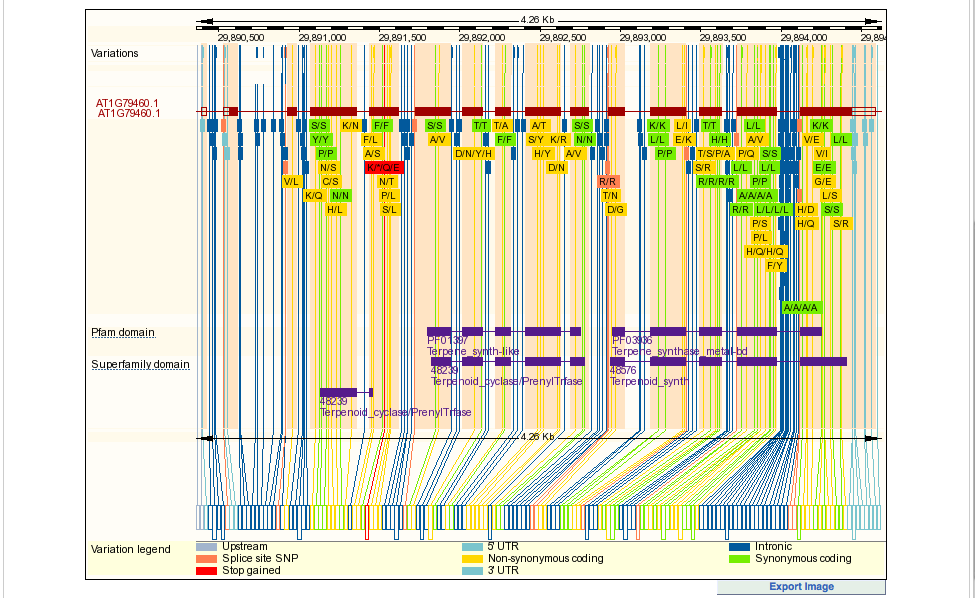 4.26 Kb
29,890,500 29,891,000 29,891,500 29,892,000 29,892,500 29,893,000 29,893,500 29,894,000 29,894
Variations
AT1G79460.1
AT1G79460.1
S/S K/N F/F S/S T/T T/A A/T S/S K/K L/I T/T L/L K/K
Y/Y F/L A/V F/F S/Y K/R N/N L/L E/K H/H A/V V/E L/L
P/P A/S D/N/Y/H H/Y A/V P/P T/S/P/A P/Q S/S V/I
N/S K/*/Q/E D/N S/R L/L L/L E/E
V/L C/S N/T R/R R/R/R/R P/P G/E
K/Q N/N P/L T/N A/A/A/A L/S
H/L S/L D/G R/R L/L/L/L H/D S/S
P/S H/Q S/R
P/L
H/Q/H/Q
F/Y
A/A/A/A
Pfam domain
PF01397 PF03936
Terpene_synth-like Terpene_synthase_metal-bd
Superfamily domain
48239 48576
Terpenoid_cyclase/PrenylTrfase Terpenoid_synth
48239
Terpenoid_cyclase/PrenylTrfase
4.26 Kb
Variation legend
Upstream 5' UTR Intronic
Splice site SNP Non-synonymous coding Synonymous coding
Stop gained 3' UTR
Export Image